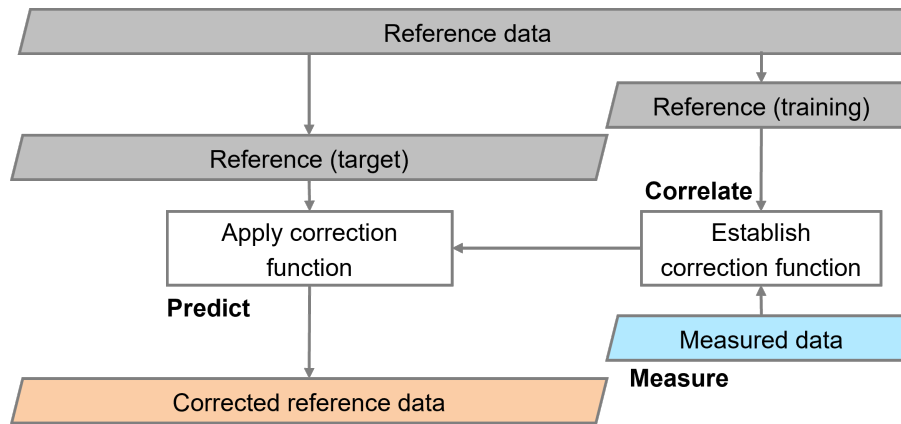 Reference data
Reference (training)
Reference (target)
Correlate
Apply correction
function
Establish
correction function
Predict
Measured data
Measure
Corrected reference data